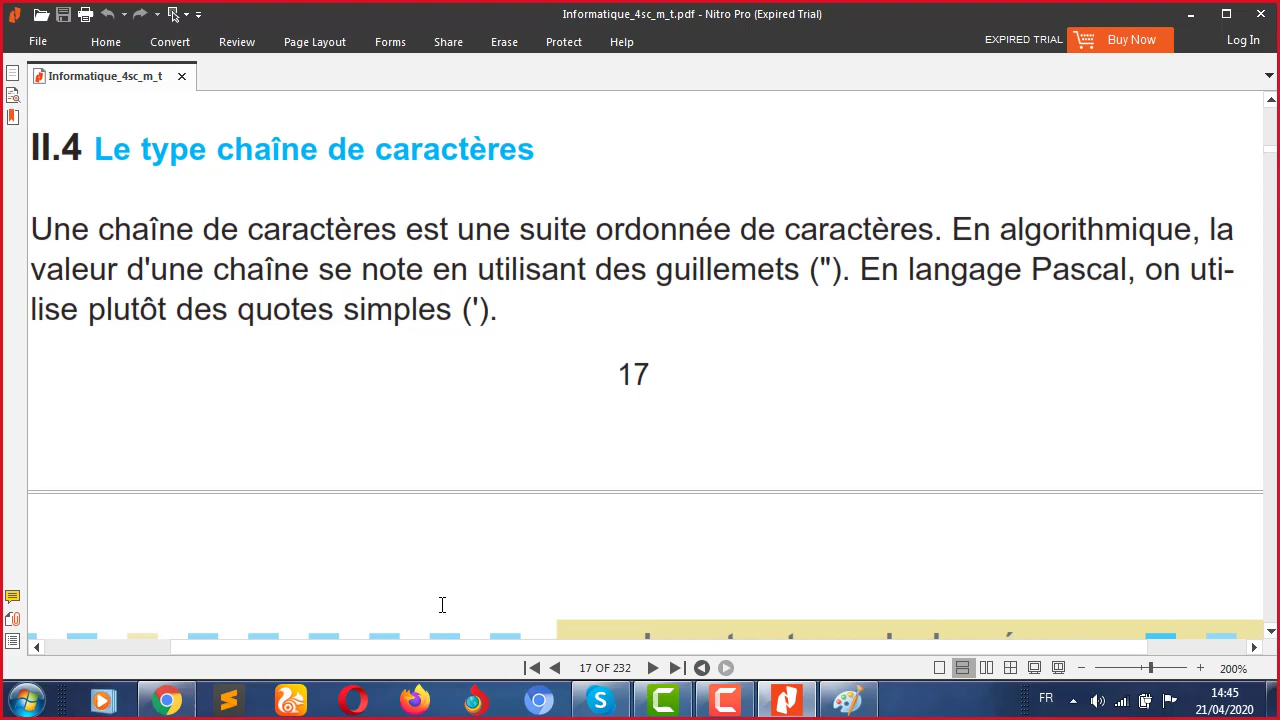 Informatique_4sc_m_t.pdf - Nitro Pro (Expired Trial)
File Home Convert Review Page Layout Forms Share Erase Protect Help EXPIRED TRIAL Buy Now Log In
Informatique_4sc_m_t
II.4 Le type chaîne de caractères
Une chaîne de caractères est une suite ordonnée de caractères. En algorithmique, la
valeur d'une chaîne se note en utilisant des guillemets ("). En langage Pascal, on uti-
lise plutôt des quotes simples (').
17
17 OF 232 200%
FR 14:45
21/04/2020